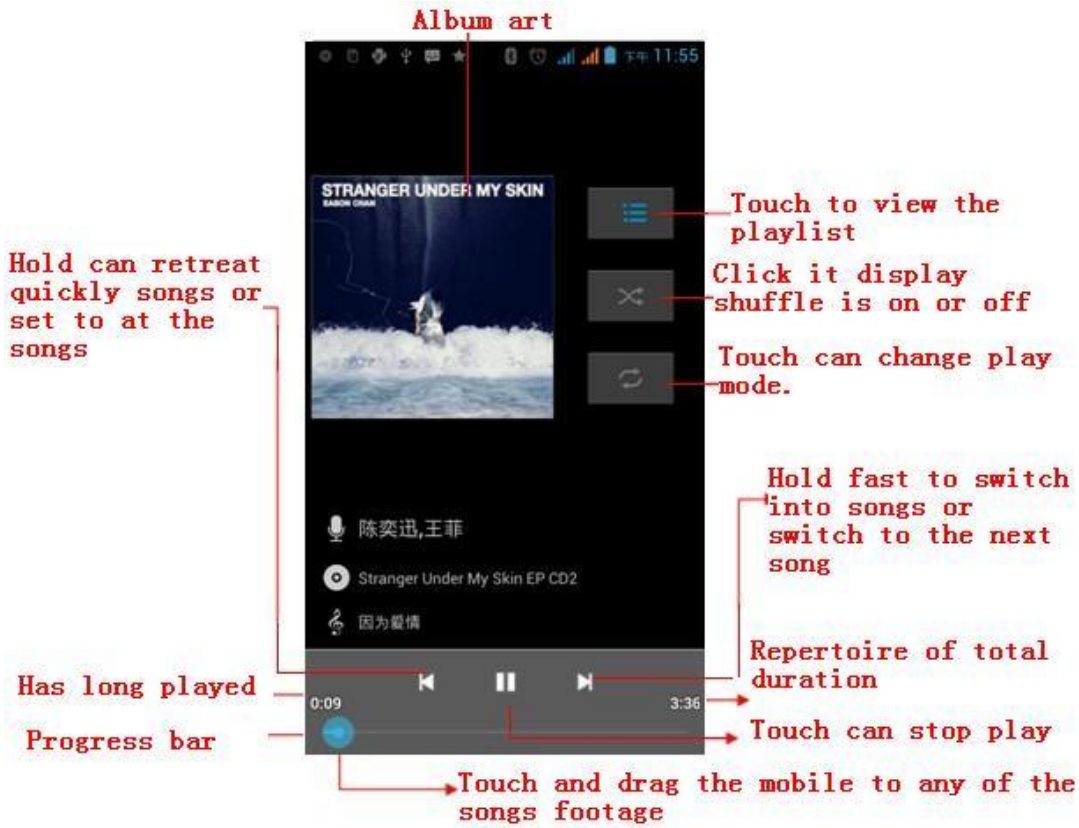 Album art
下午 11:55
STRANGER UNDER MY SKIN
EASON CHAN
Touch to view the
playlist
Hold can retreat
quickly songs or
set to at the
songs
Click it display
shuffle is on or off
Touch can change play
mode.
Hold fast to switch
into songs or
switch to the next
song
陈奕迅,王菲
Stranger Under My Skin EP CD2
因为爱情
Repertoire of total
duration
Has long played
0:09
3:36
Touch can stop play
Progress bar
Touch and drag the mobile to any of the
songs footage